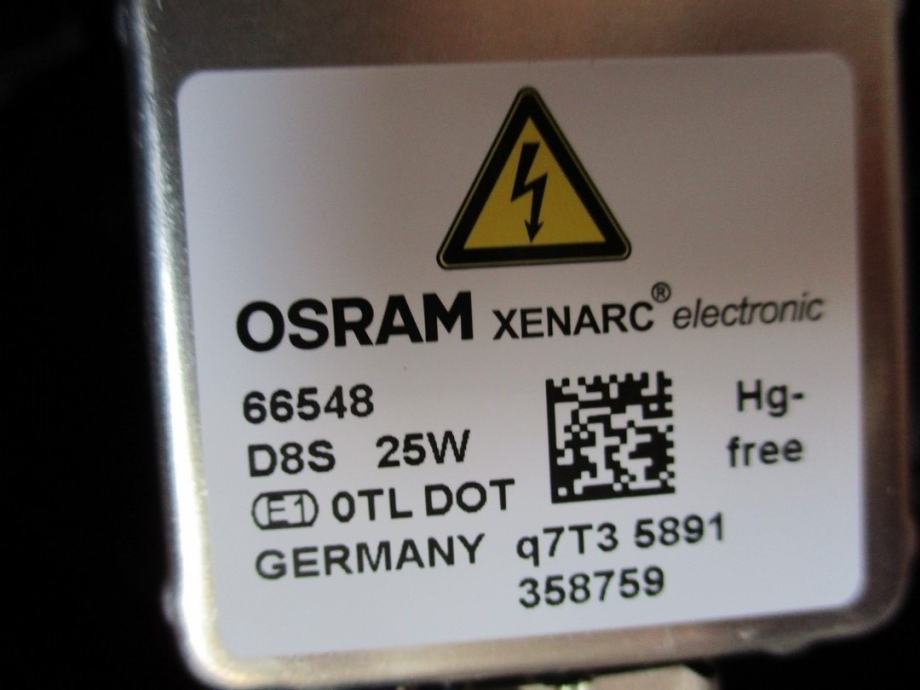 OSRAM XENARC® electronic
66548
D8S 25W
E1 0TL DOT
GERMANY
Hg-
free
q7T3 5891
358759